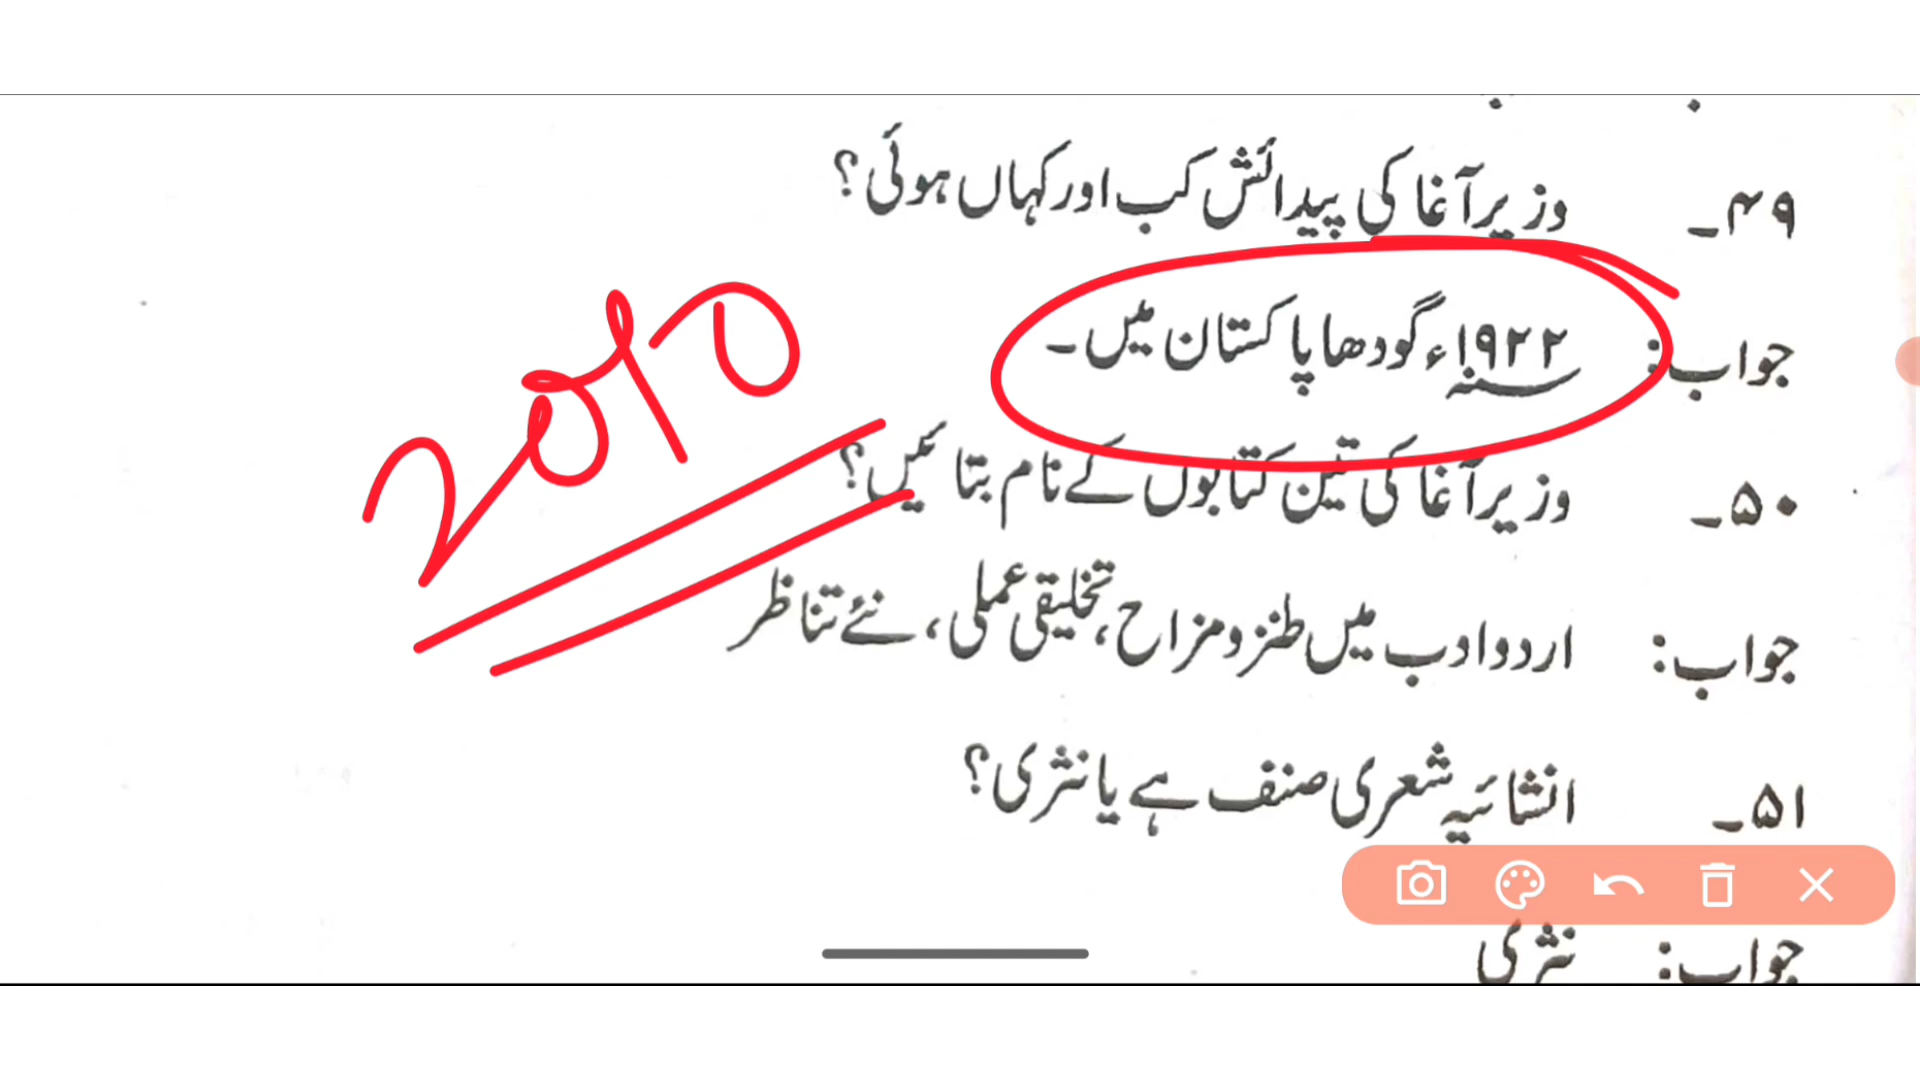 ۴۹۔ وزیر آغا کی پیدائش کب اور کہاں ہوئی؟
جواب: ۱۹۲۲ء گودھا پاکستان میں۔
2010
۵۰۔ وزیر آغا کی تین کتابوں کے نام بتائیں؟
جواب: اردو ادب میں طنز و مزاح، تخلیقی عملی، نئے تناظر
۵۱۔ انشائیہ شعری صنف ہے یا نثری؟
جواب: نثری